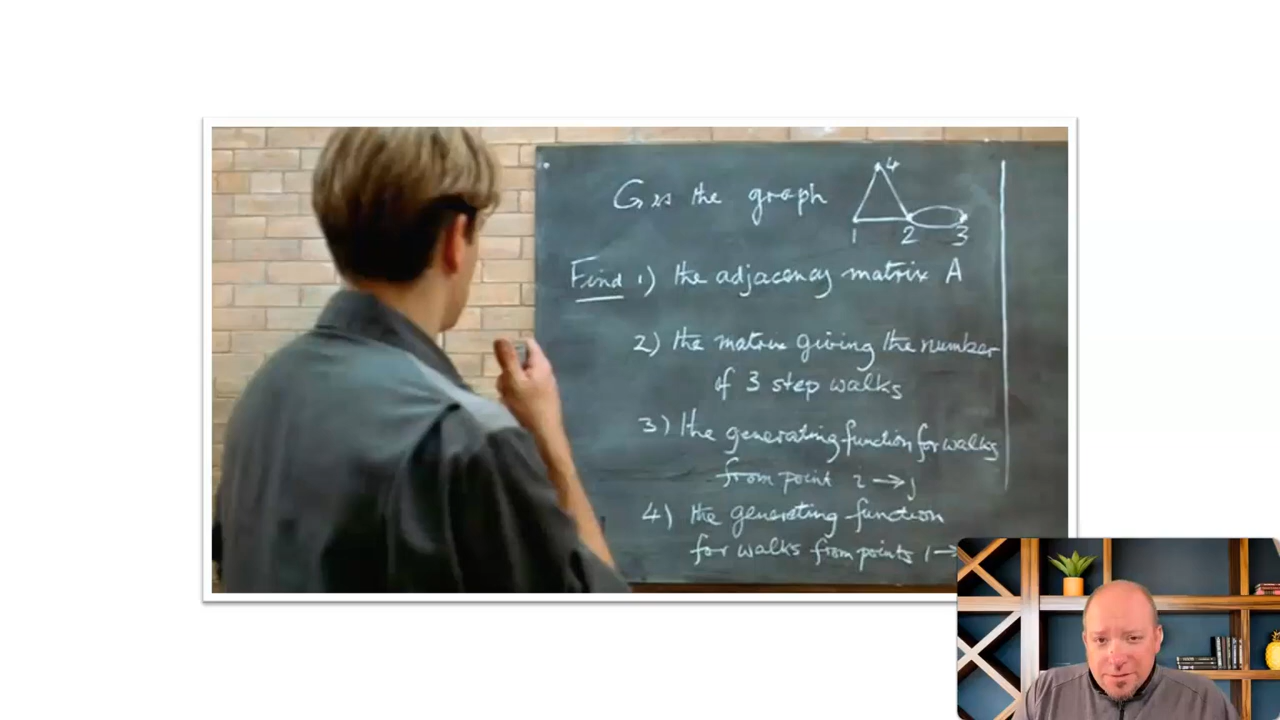 G is the graph
4
1 2 3
Find 1) the adjacency matrix A
2) the matrix giving the number
of 3 step walks
3) the generating function for walks
from point i → j
4) the generating function
for walks from points 1 →